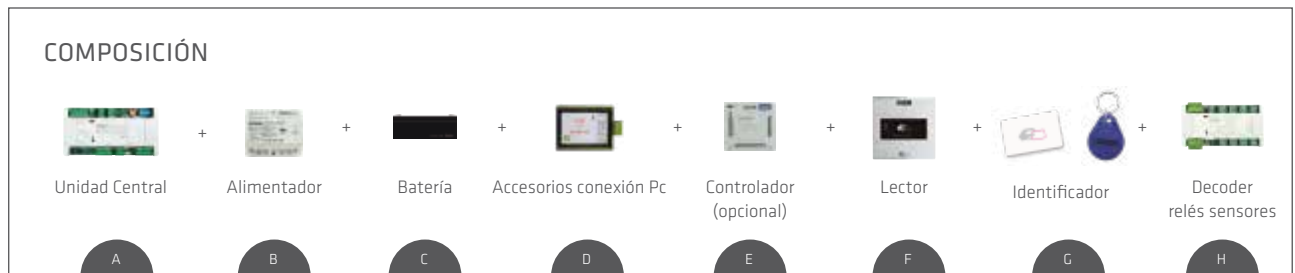 COMPOSICIÓN
+ + + + + + +
Unidad Central
Alimentador
Batería
Accesorios conexión Pc
Controlador
(opcional)
Lector
Identificador
Decoder
relés sensores
A
B
C
D
E
F
G
H